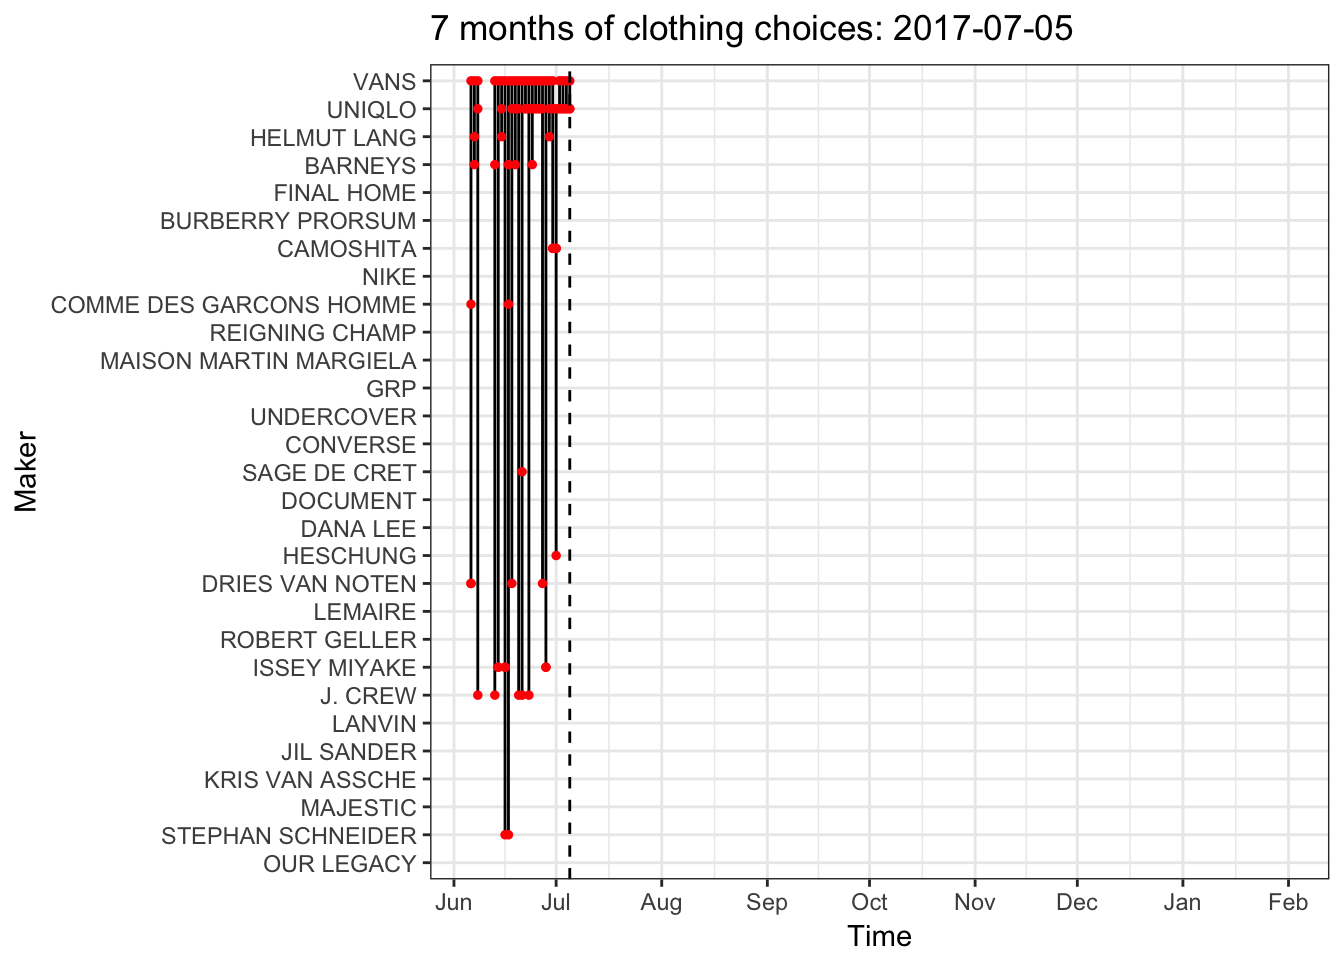 7 months of clothing choices: 2017-07-05
VANS
UNIQLO
HELMUT LANG
BARNEYS
FINAL HOME
BURBERRY PRORSUM
CAMOSHITA
NIKE
COMME DES GARCONS HOMME
REIGNING CHAMP
MAISON MARTIN MARGIELA
GRP
UNDERCOVER
CONVERSE
SAGE DE CRET
DOCUMENT
DANA LEE
HESCHUNG
DRIES VAN NOTEN
LEMAIRE
ROBERT GELLER
ISSEY MIYAKE
J. CREW
LANVIN
JIL SANDER
KRIS VAN ASSCHE
MAJESTIC
STEPHAN SCHNEIDER
OUR LEGACY
Maker
Jun Jul Aug Sep Oct Nov Dec Jan Feb
Time